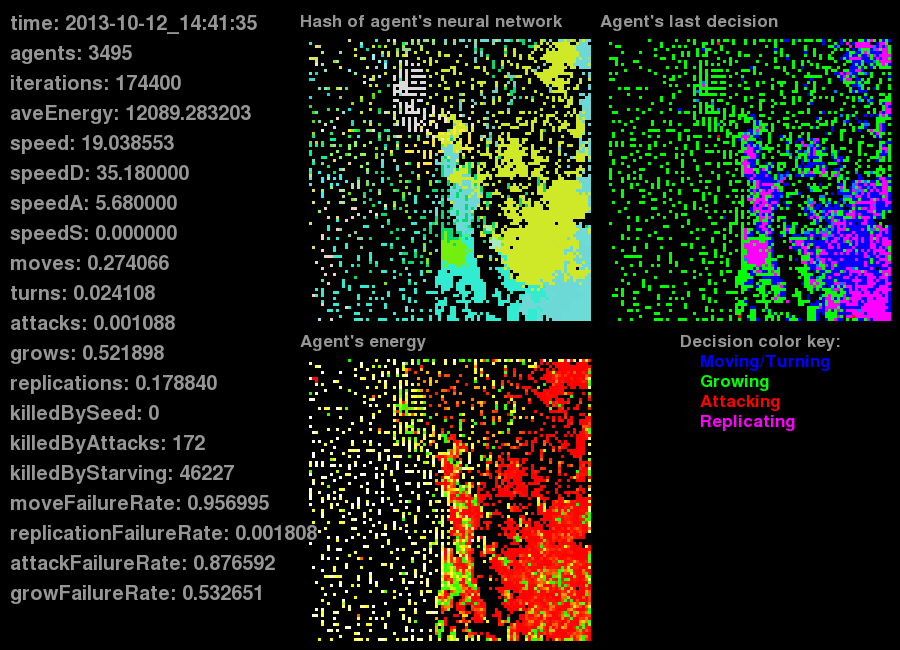 time: 2013-10-12_14:41:35
agents: 3495
iterations: 174400
aveEnergy: 12089.283203
speed: 19.038553
speedD: 35.180000
speedA: 5.680000
speedS: 0.000000
moves: 0.274066
turns: 0.024108
attacks: 0.001088
grows: 0.521898
replications: 0.178840
killedBySeed: 0
killedByAttacks: 172
killedByStarving: 46227
moveFailureRate: 0.956995
replicationFailureRate: 0.001808
attackFailureRate: 0.876592
growFailureRate: 0.532651
Hash of agent's neural network
Agent's last decision
Agent's energy
Decision color key:
Moving/Turning
Growing
Attacking
Replicating